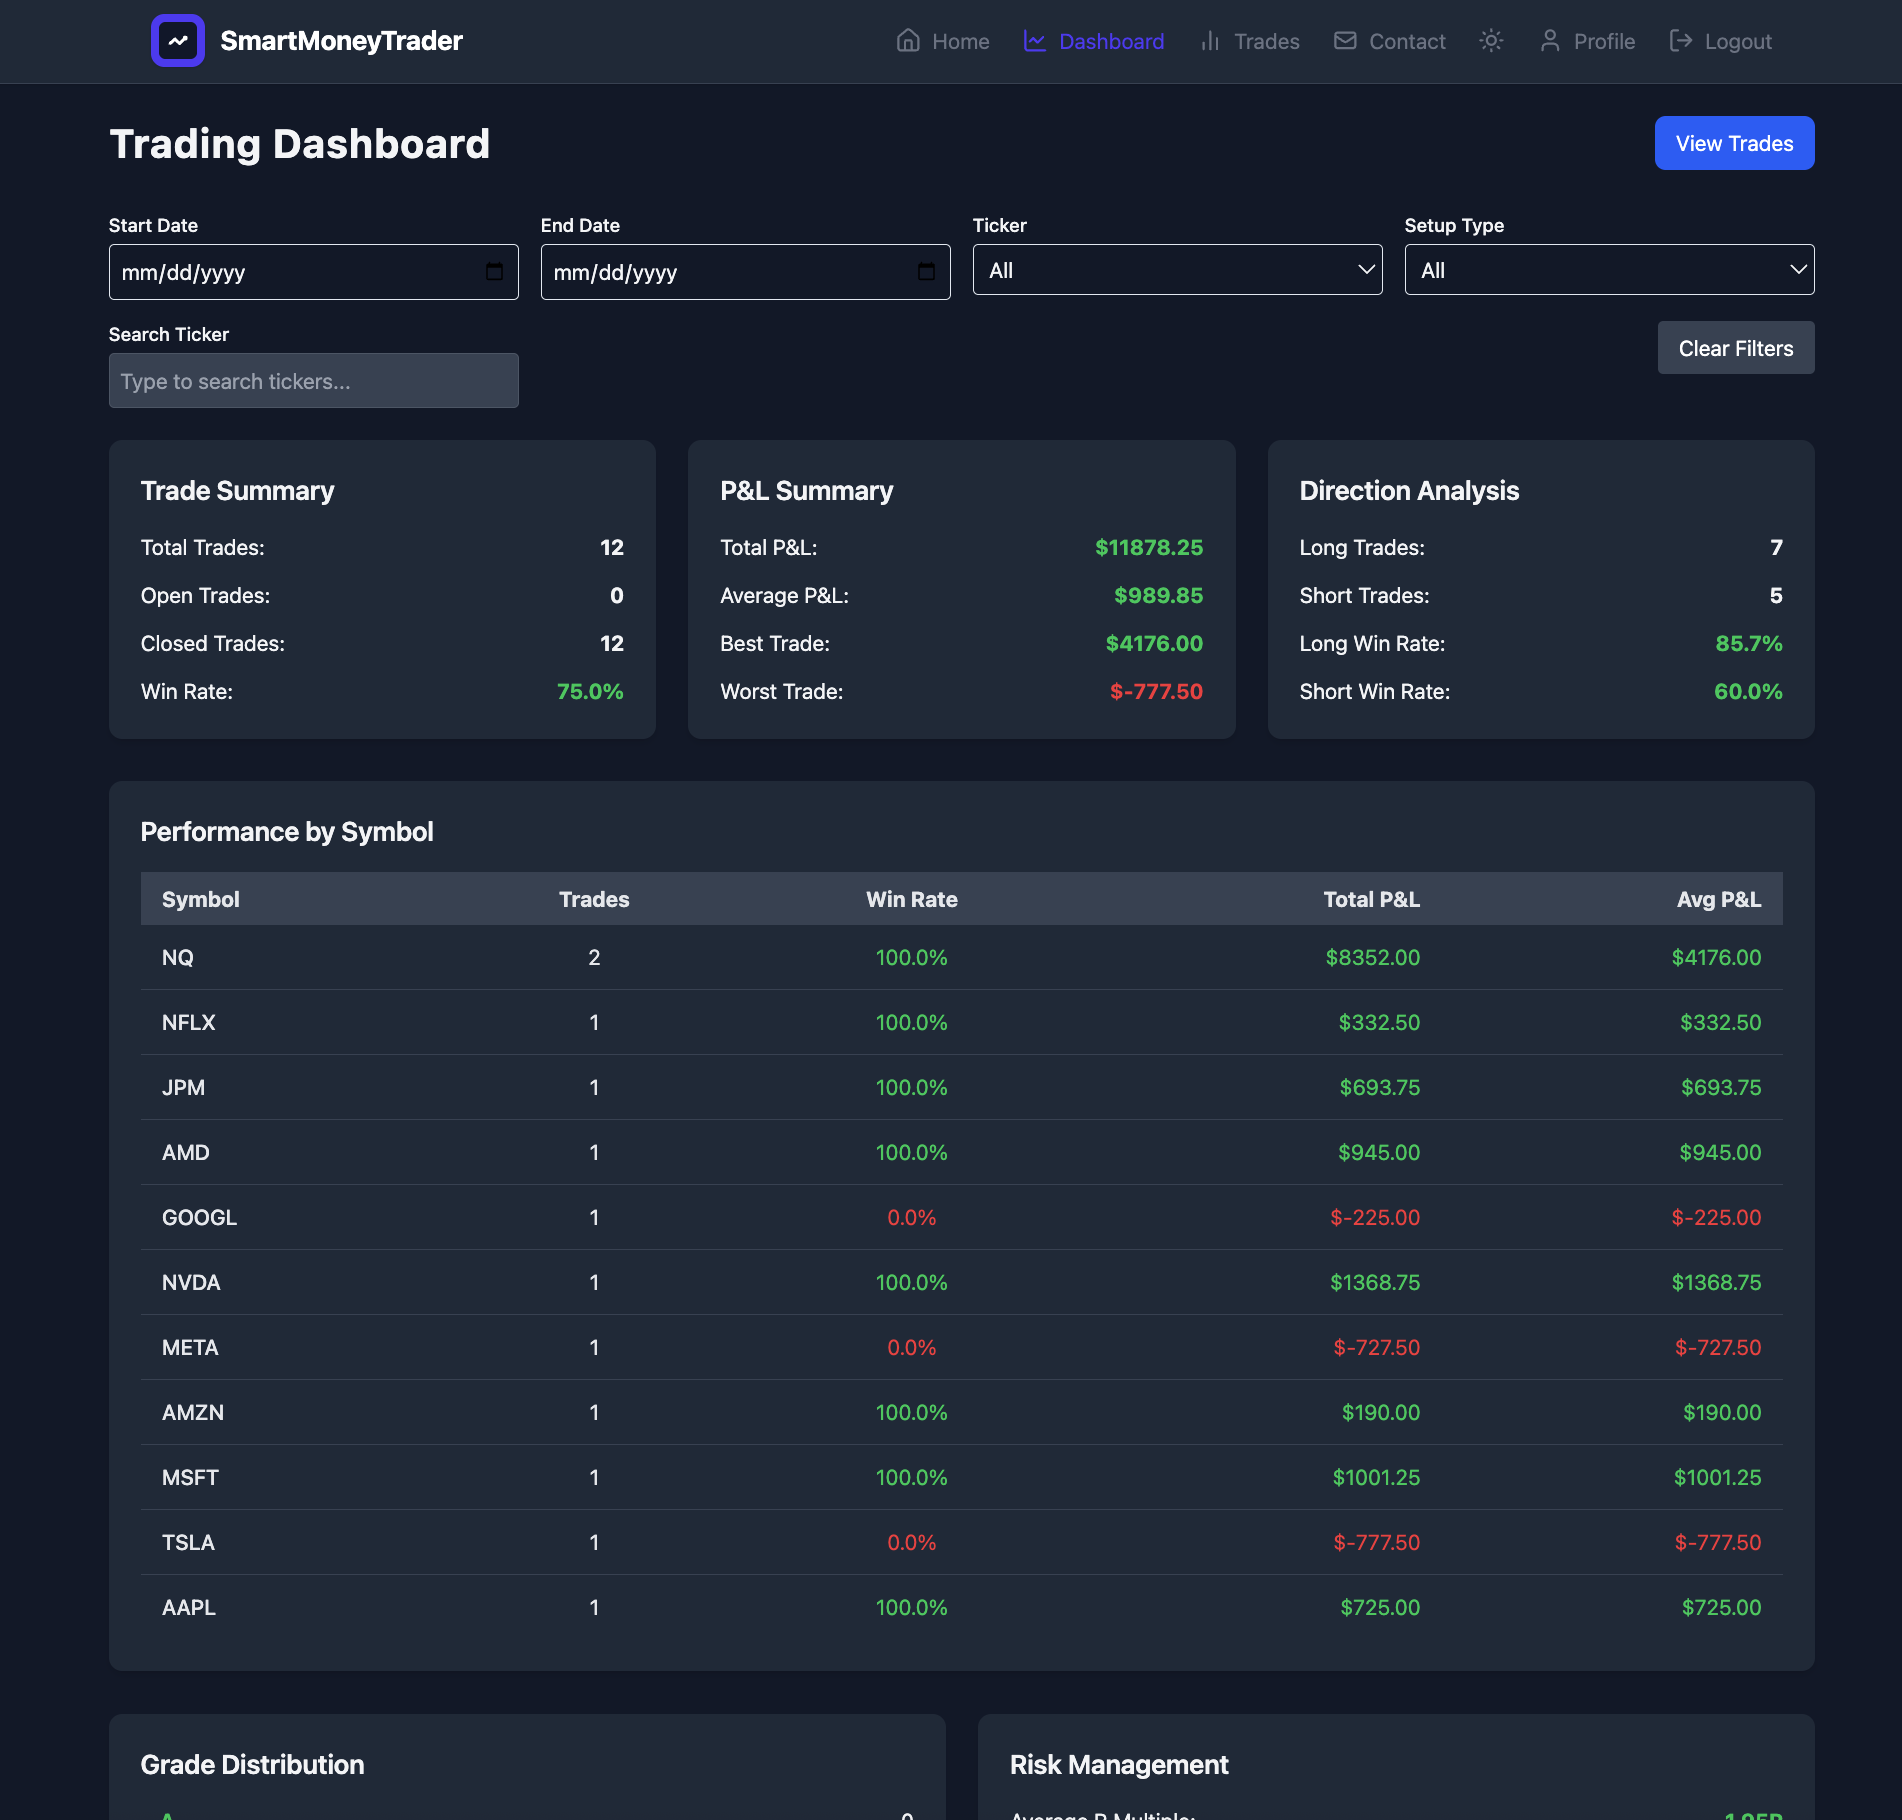 SmartMoneyTrader
Home Dashboard Trades Contact Profile Logout
Trading Dashboard
View Trades
Start Date End Date Ticker Setup Type
mm/dd/yyyy mm/dd/yyyy All All
Search Ticker
Type to search tickers...
Clear Filters
Trade Summary
Total Trades: 12
Open Trades: 0
Closed Trades: 12
Win Rate: 75.0%
P&L Summary
Total P&L: $11878.25
Average P&L: $989.85
Best Trade: $4176.00
Worst Trade: $-777.50
Direction Analysis
Long Trades: 7
Short Trades: 5
Long Win Rate: 85.7%
Short Win Rate: 60.0%
Performance by Symbol
Symbol Trades Win Rate Total P&L Avg P&L
NQ 2 100.0% $8352.00 $4176.00
NFLX 1 100.0% $332.50 $332.50
JPM 1 100.0% $693.75 $693.75
AMD 1 100.0% $945.00 $945.00
GOOGL 1 0.0% $-225.00 $-225.00
NVDA 1 100.0% $1368.75 $1368.75
META 1 0.0% $-727.50 $-727.50
AMZN 1 100.0% $190.00 $190.00
MSFT 1 100.0% $1001.25 $1001.25
TSLA 1 0.0% $-777.50 $-777.50
AAPL 1 100.0% $725.00 $725.00
Grade Distribution
Risk Management
Average R Multiple: